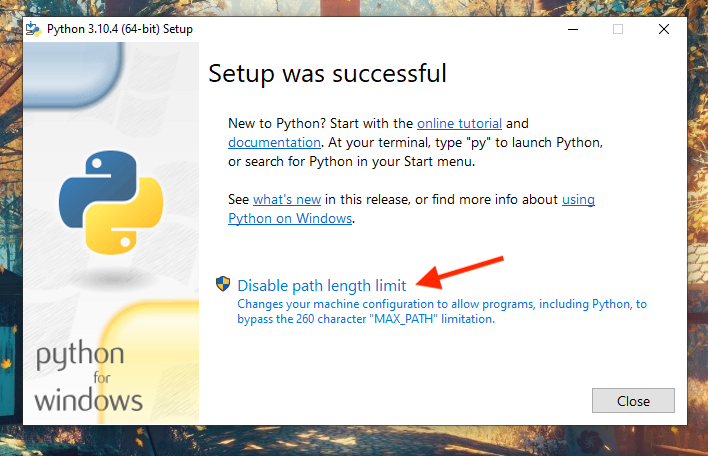 Python 3.10.4 (64-bit) Setup
Setup was successful
New to Python? Start with the online tutorial and
documentation. At your terminal, type "py" to launch Python,
or search for Python in your Start menu.
See what's new in this release, or find more info about using
Python on Windows.
Disable path length limit
Changes your machine configuration to allow programs, including Python, to
bypass the 260 character "MAX_PATH" limitation.
python
for
windows
Close